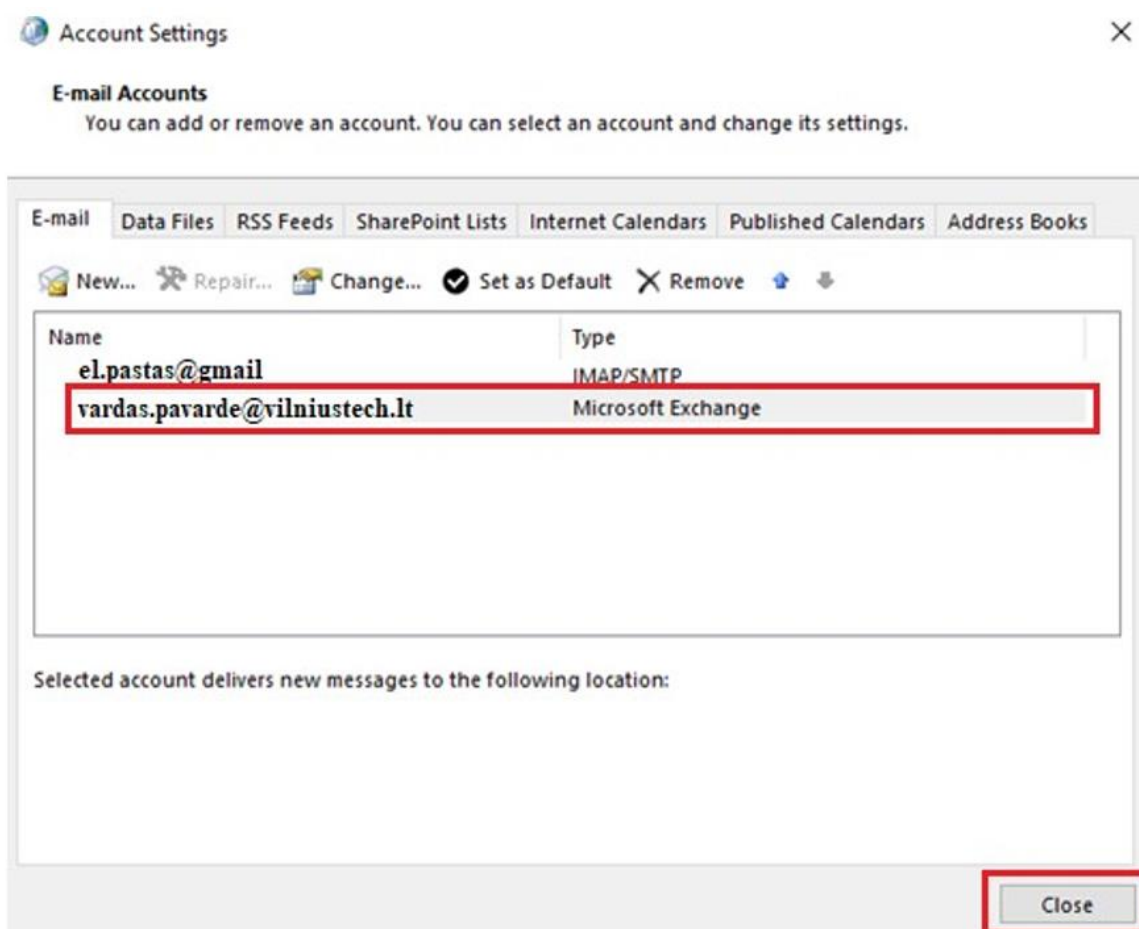 Account Settings
E-mail Accounts
You can add or remove an account. You can select an account and change its settings.
E-mail Data Files RSS Feeds SharePoint Lists Internet Calendars Published Calendars Address Books
New... Repair... Change... Set as Default Remove
Name Type
el.pastas@gmail IMAP/SMTP
vardas.pavarde@vilniustech.lt Microsoft Exchange
Selected account delivers new messages to the following location:
Close